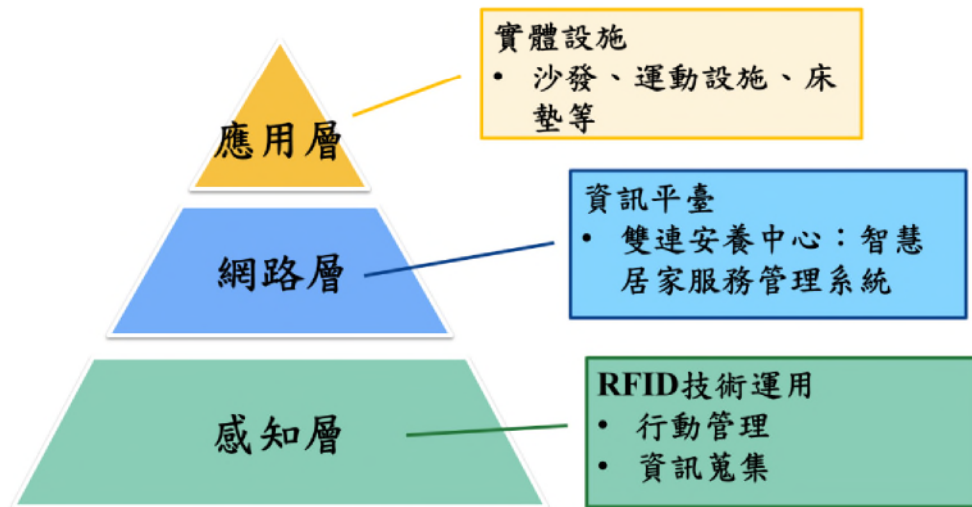 應用層
實體設施
• 沙發、運動設施、床
墊等
網路層
資訊平臺
• 雙連安養中心：智慧
居家服務管理系統
感知層
RFID技術運用
• 行動管理
• 資訊蒐集